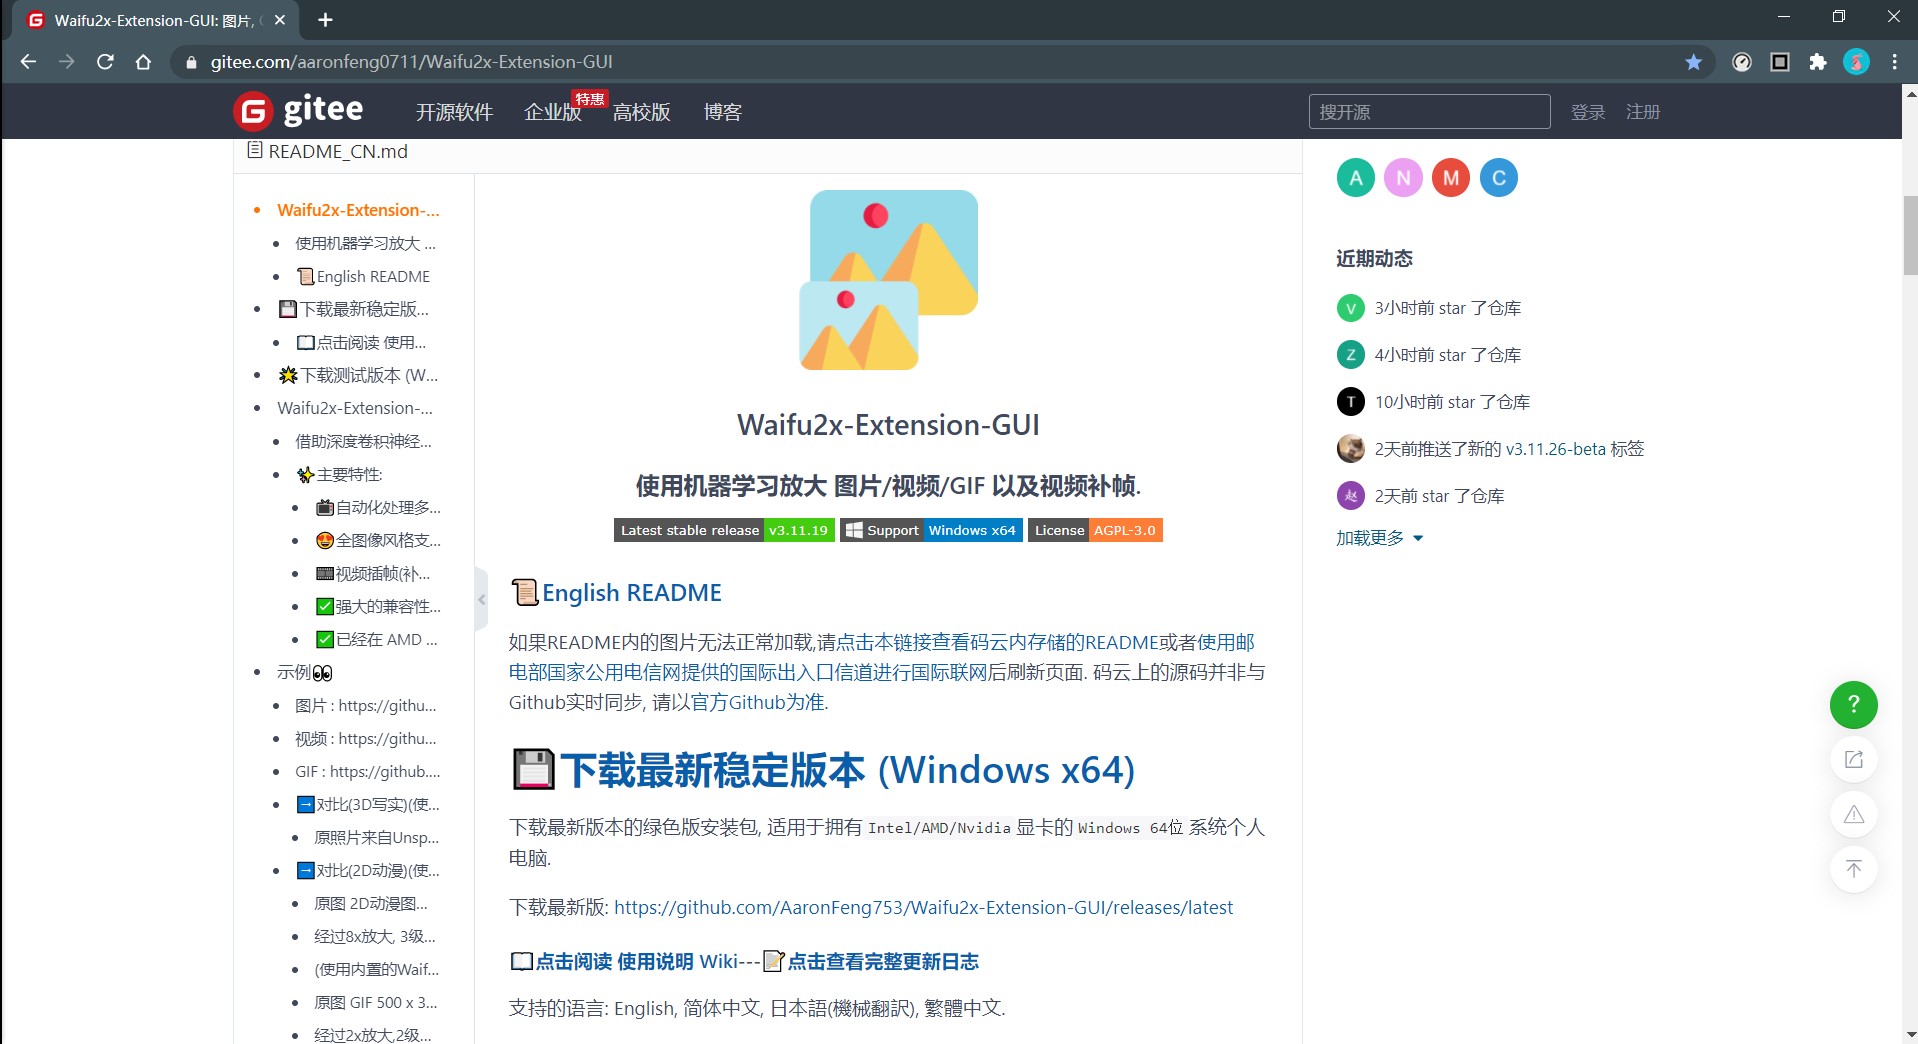 Waifu2x-Extension-GUI: 图片,
gitee.com/aaronfeng0711/Waifu2x-Extension-GUI
gitee
开源软件
企业版
特惠
高校版
博客
搜开源
登录
注册
README_CN.md
Waifu2x-Extension-...
使用机器学习放大 ...
English README
下载最新稳定版...
点击阅读 使用...
下载测试版本 (W...
Waifu2x-Extension-...
借助深度卷积神经...
主要特性:
自动化处理多...
全图像风格支...
视频插帧(补...
强大的兼容性...
已经在 AMD ...
示例
图片 : https://githu...
视频 : https://githu...
GIF : https://github....
对比(3D写实)(使...
原照片来自Unsp...
对比(2D动漫)(使...
原图 2D动漫图...
经过8x放大, 3级...
(使用内置的Waif...
原图 GIF 500 x 3...
经过2x放大,2级...
Waifu2x-Extension-GUI
使用机器学习放大 图片/视频/GIF 以及视频补帧.
Latest stable release v3.11.19 Support Windows x64 License AGPL-3.0
English README
如果README内的图片无法正常加载,请点击本链接查看码云内存储的README或者使用邮
电部国家公用电信网提供的国际出入口信道进行国际联网后刷新页面. 码云上的源码并非与
Github实时同步, 请以官方Github为准.
下载最新稳定版本 (Windows x64)
下载最新版本的绿色版安装包, 适用于拥有 Intel/AMD/Nvidia 显卡的 Windows 64位 系统个人
电脑.
下载最新版: https://github.com/AaronFeng753/Waifu2x-Extension-GUI/releases/latest
点击阅读 使用说明 Wiki---点击查看完整更新日志
支持的语言: English, 简体中文, 日本語(機械翻訳), 繁體中文.
A N M C
近期动态
V 3小时前 star 了仓库
Z 4小时前 star 了仓库
T 10小时前 star 了仓库
2天前推送了新的 v3.11.26-beta 标签
赵 2天前 star 了仓库
加载更多
?